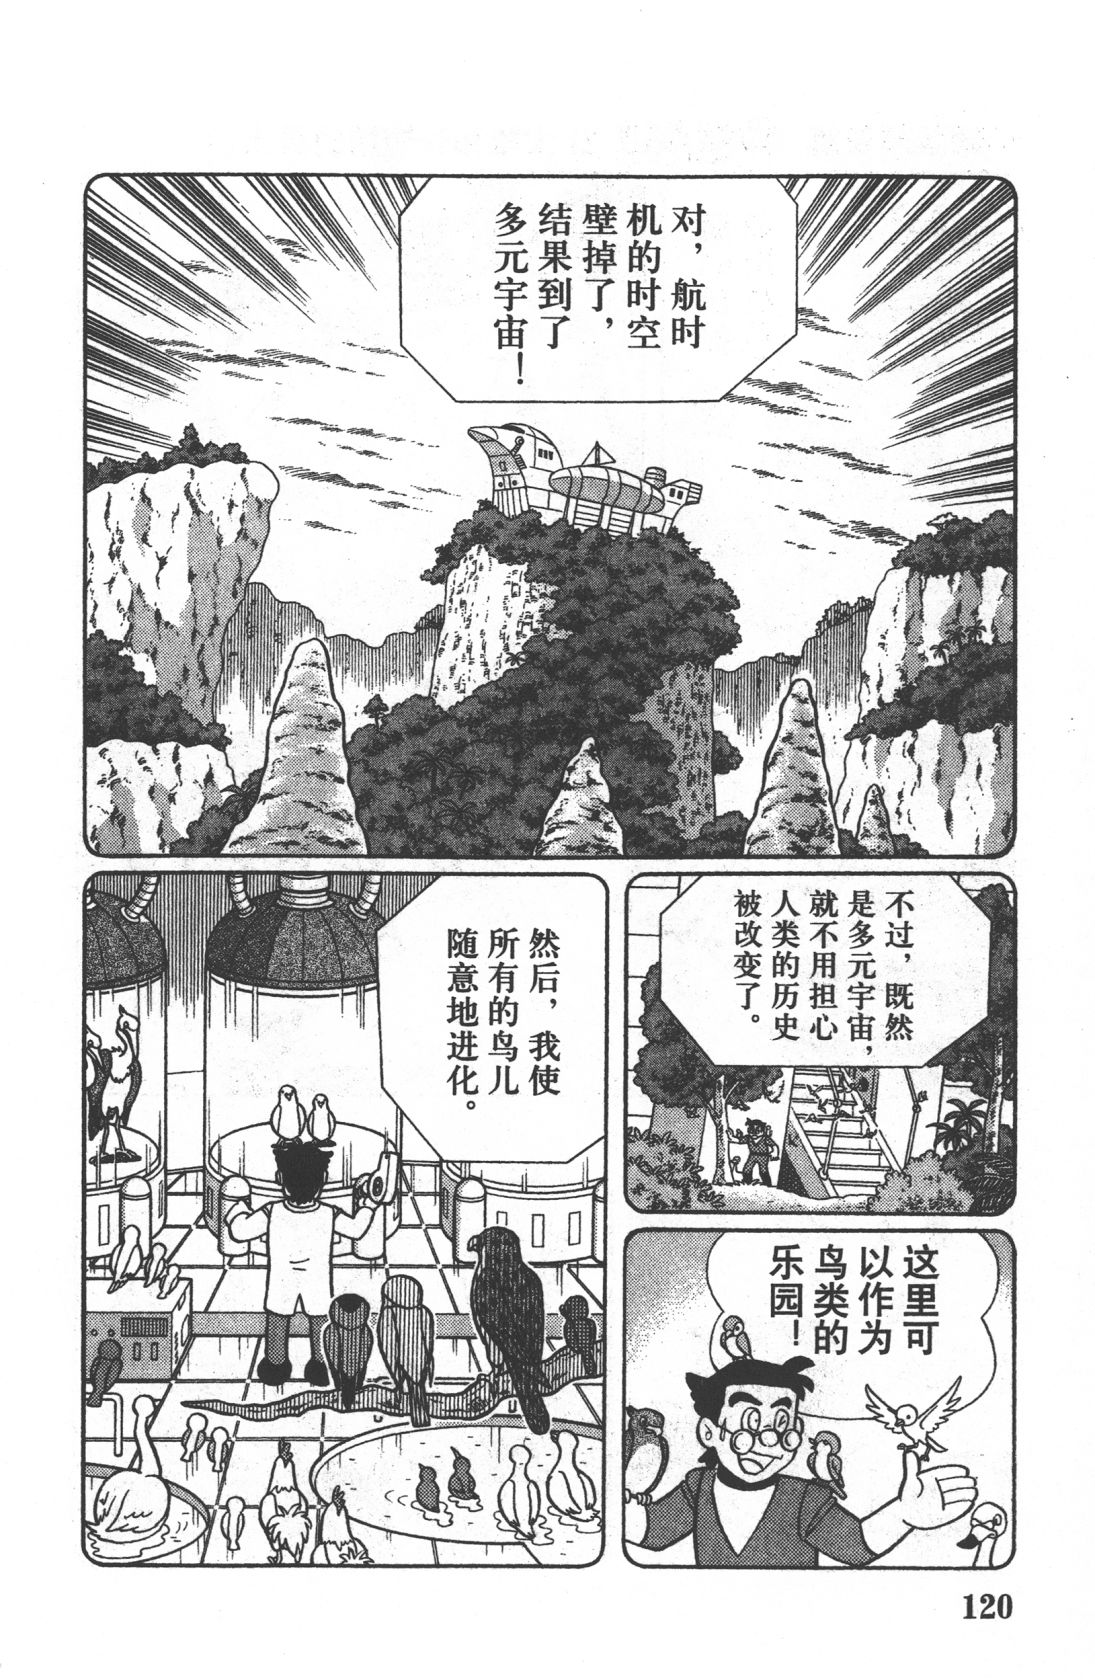 对，航时
机的时空
壁掉了，
结果到了
多元宇宙！
不过，既然
是多元宇宙，
就不用担心
人类的历史
被改变了。
这里可
以作为
鸟类的
乐园！
然后，我使
所有的鸟儿
随意地进化。
120